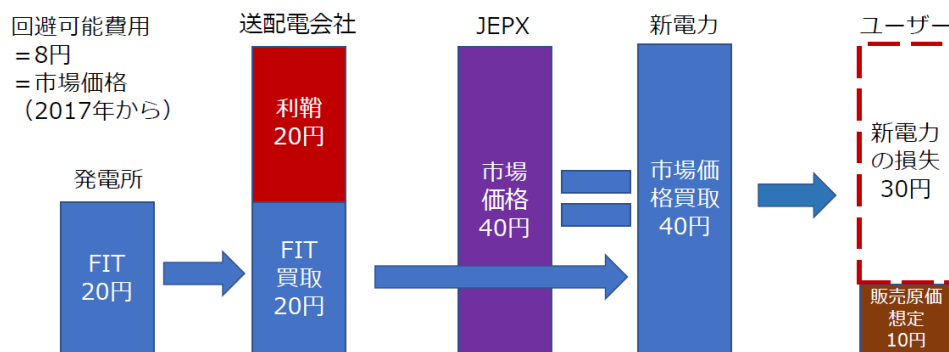 回避可能費用
＝8円
＝市場価格
（2017年から）
発電所
FIT
20円
送配電会社
利鞘
20円
FIT
買取
20円
JEPX
市場
価格
40円
新電力
市場価
格買取
40円
ユーザー
新電力
の損失
30円
販売原価
想定
10円